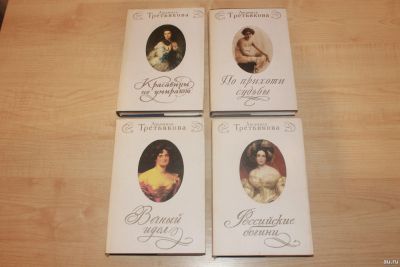 Людмила
Третьякова
Красавицы
не умирают
Людмила
Третьякова
По прихоти
судьбы
Людмила
Третьякова
Вечный
идол
Людмила
Третьякова
Российские
богини
au.ru